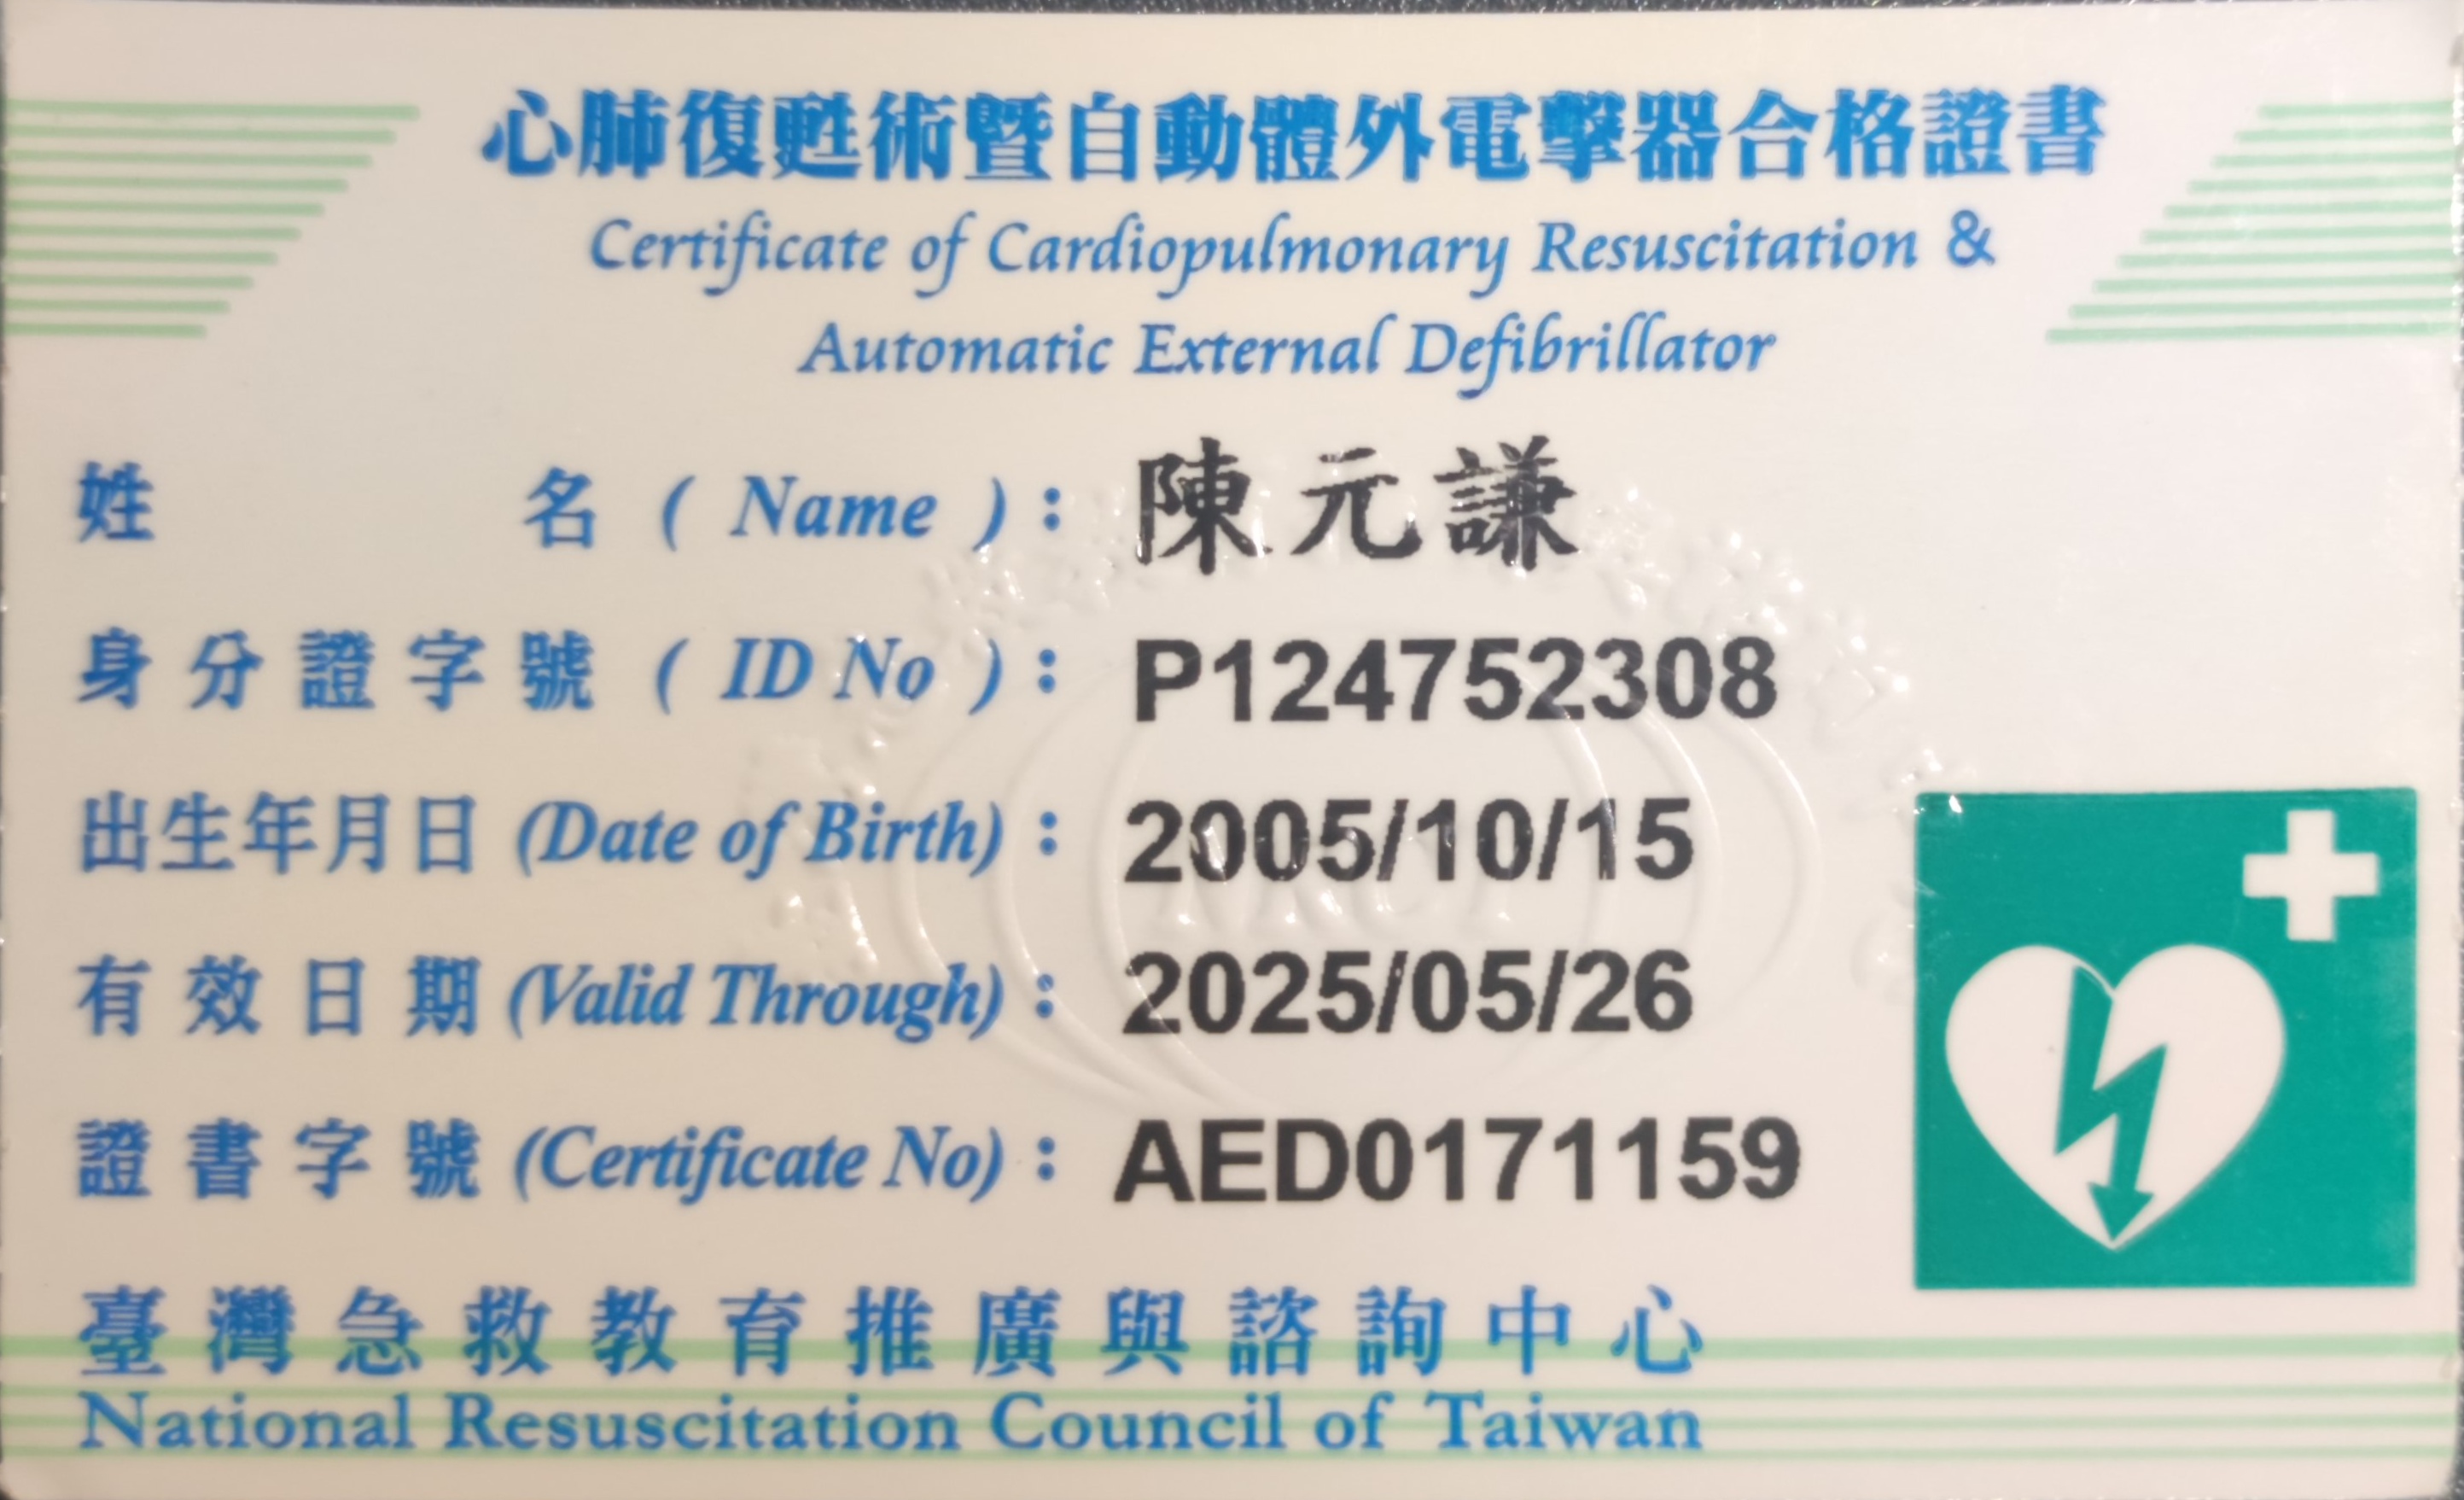 心肺復甦術暨自動體外電擊器合格證書
Certificate of Cardiopulmonary Resuscitation &
Automatic External Defibrillator
姓名 ( Name )：陳元謙
身分證字號 ( ID No )：P124752308
出生年月日 (Date of Birth)：2005/10/15
有效日期 (Valid Through)：2025/05/26
證書字號 (Certificate No)：AED0171159
臺灣急救教育推廣與諮詢中心
National Resuscitation Council of Taiwan